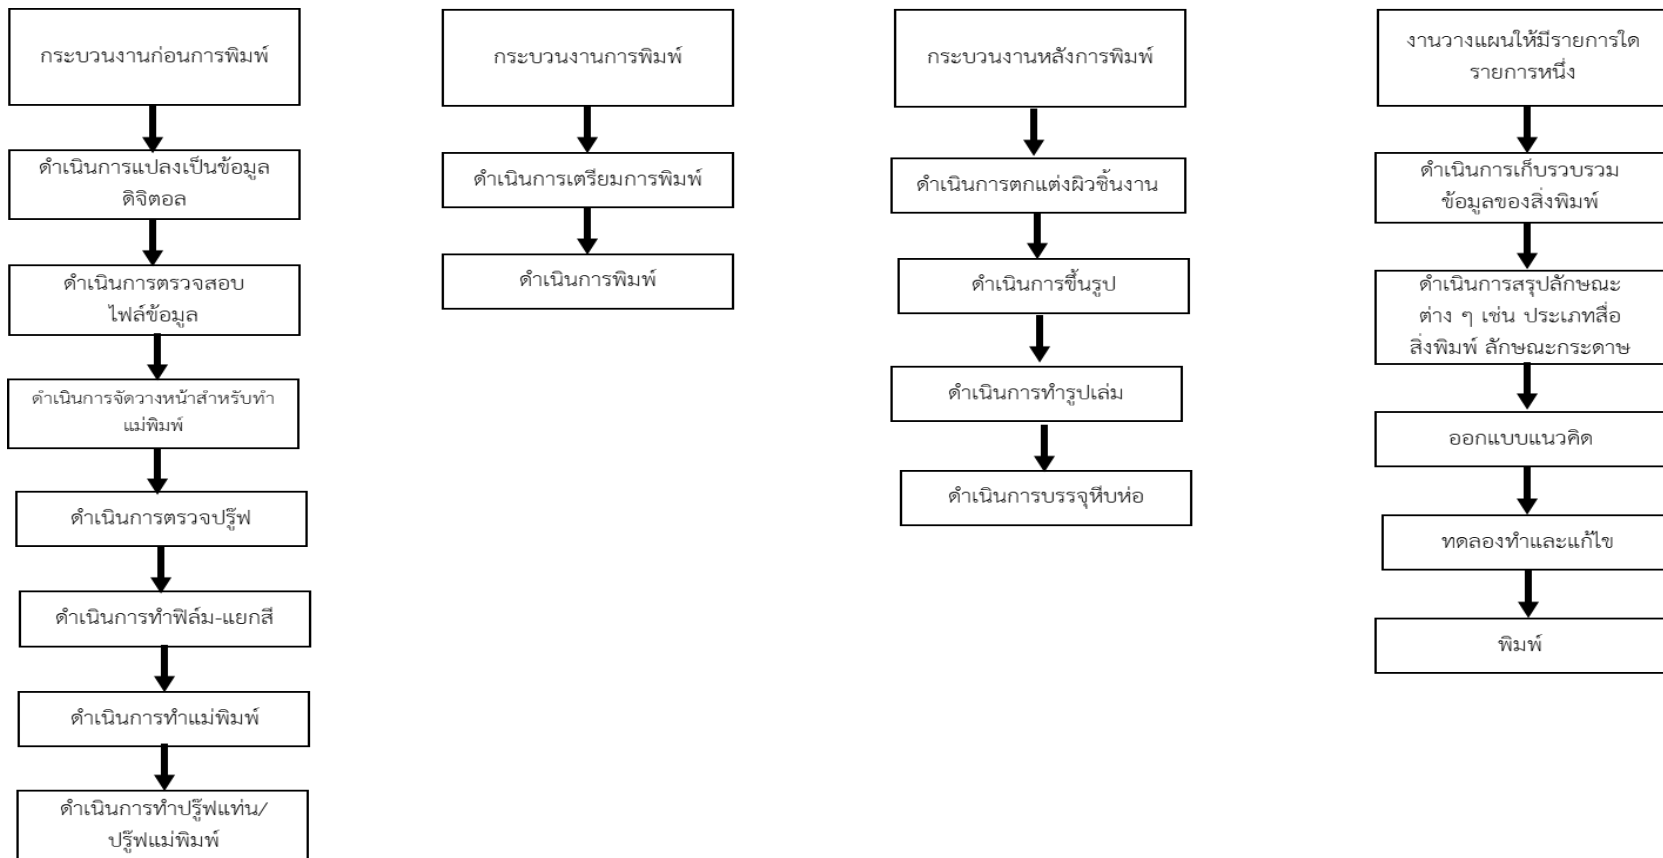 กระบวนงานก่อนการพิมพ์
ดำเนินการแปลงเป็นข้อมูล
ดิจิตอล
ดำเนินการตรวจสอบ
ไฟล์ข้อมูล
ดำเนินการจัดวางหน้าสำหรับทำ
แม่พิมพ์
ดำเนินการตรวจปรู๊ฟ
ดำเนินการทำฟิล์ม-แยกสี
ดำเนินการทำแม่พิมพ์
ดำเนินการทำปรู๊ฟแท่น/
ปรู๊ฟแม่พิมพ์
กระบวนงานการพิมพ์
ดำเนินการเตรียมการพิมพ์
ดำเนินการพิมพ์
กระบวนงานหลังการพิมพ์
ดำเนินการตกแต่งผิวชิ้นงาน
ดำเนินการขึ้นรูป
ดำเนินการทำรูปเล่ม
ดำเนินการบรรจุหีบห่อ
งานวางแผนให้มีรายการใด
รายการหนึ่ง
ดำเนินการเก็บรวบรวม
ข้อมูลของสิ่งพิมพ์
ดำเนินการสรุปลักษณะ
ต่าง ๆ เช่น ประเภทสื่อ
สิ่งพิมพ์ ลักษณะกระดาษ
ออกแบบแนวคิด
ทดลองทำและแก้ไข
พิมพ์